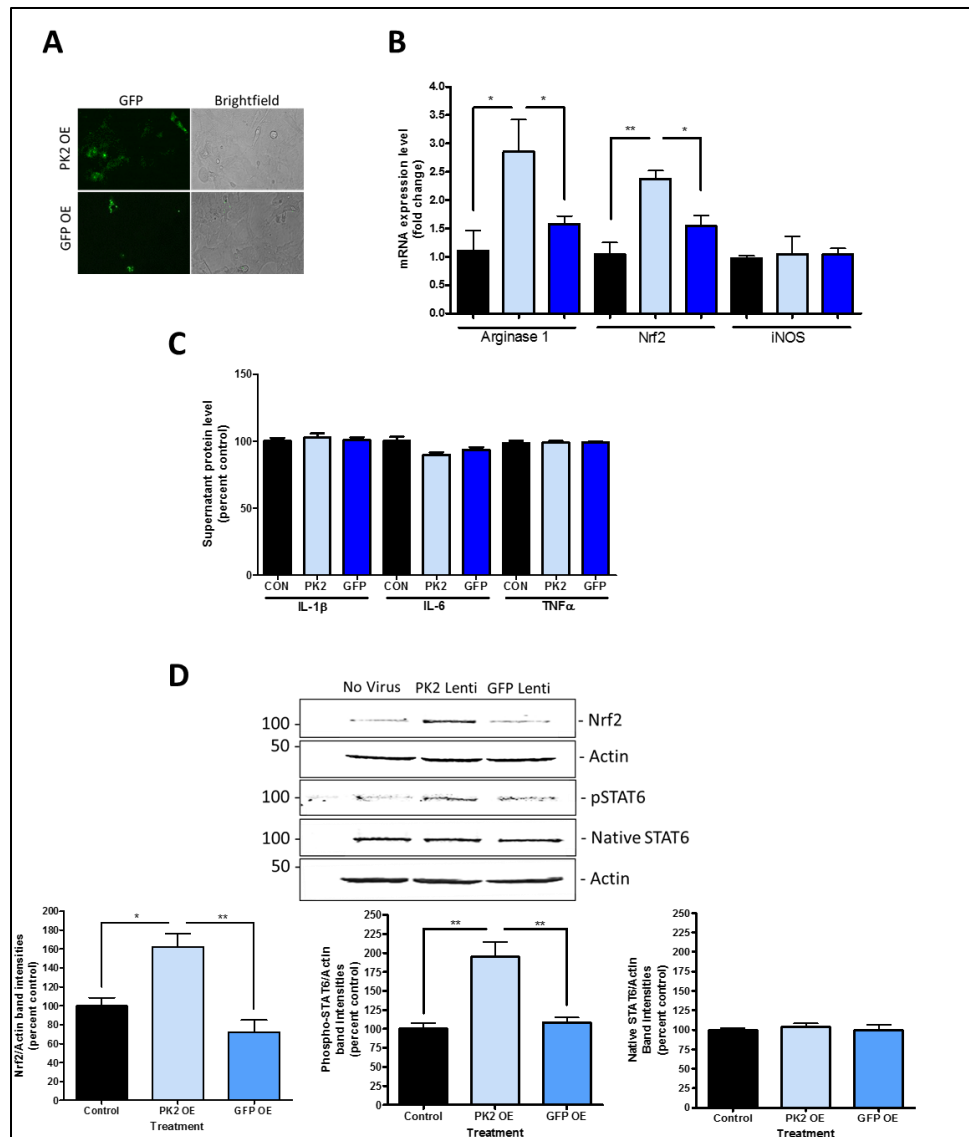 A
GFP Brightfield
PK2 OE
GFP OE
B
mRNA expression level
(fold change)
4.0
3.5
3.0
2.5
2.0
1.5
1.0
0.5
0.0
* *
** *
Arginase 1 Nrf2 iNOS
C
Supernatant protein level
(percent control)
150
100
50
0
CON PK2 GFP CON PK2 GFP CON PK2 GFP
IL-1β IL-6 TNFα
D
No Virus PK2 Lenti GFP Lenti
100 - Nrf2
50 - Actin
100 - pSTAT6
100 - Native STAT6
50 - Actin
Nrf2/Actin band intensities
(percent control)
200
180
160
140
120
100
80
60
40
20
0
* **
Control PK2 OE GFP OE
Treatment
Phospho-STAT6/Actin
band intensities
(percent control)
250
225
200
175
150
125
100
75
50
25
0
** **
Control PK2 OE GFP OE
Treatment
Native STAT6/Actin
Band Intensities
(percent control)
250
225
200
175
150
125
100
75
50
25
0
Control PK2 OE GFP OE
Treatment